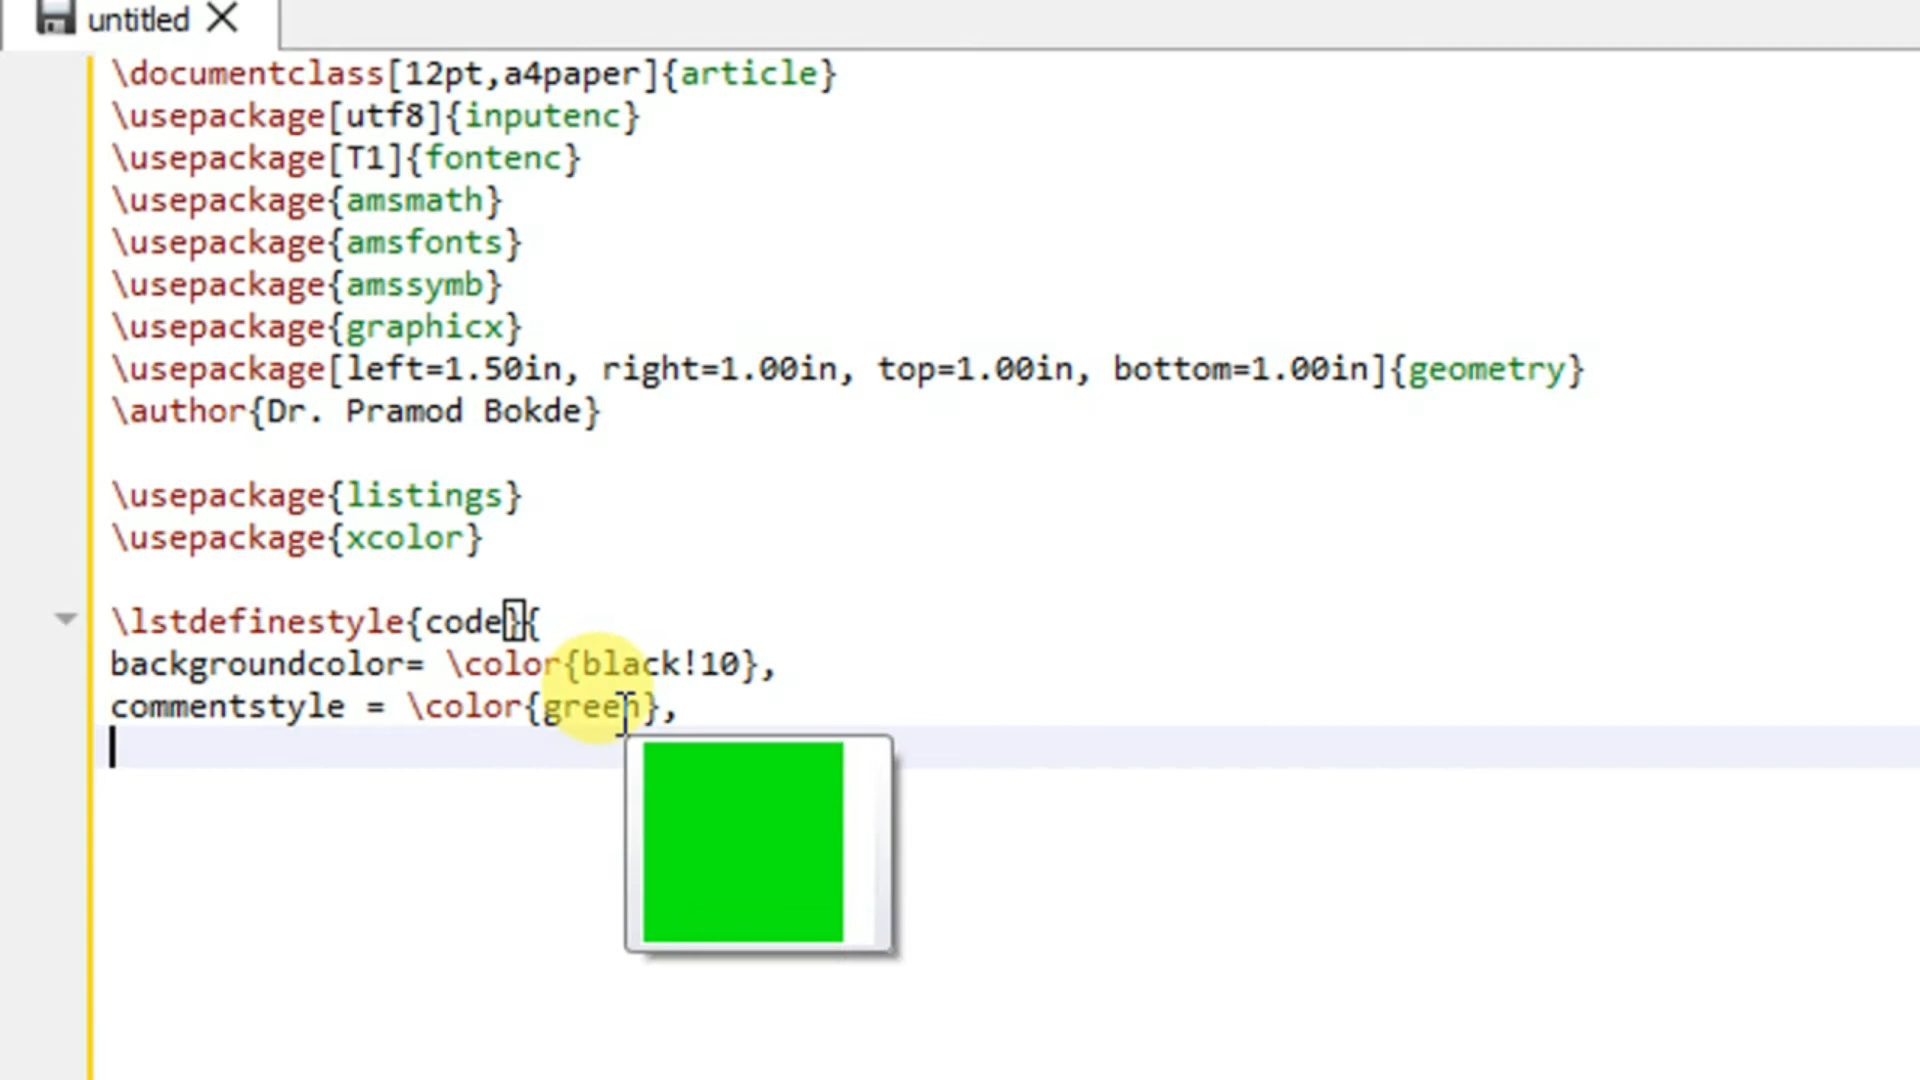 untitled
\documentclass[12pt,a4paper]{article}
\usepackage[utf8]{inputenc}
\usepackage[T1]{fontenc}
\usepackage{amsmath}
\usepackage{amsfonts}
\usepackage{amssymb}
\usepackage{graphicx}
\usepackage[left=1.50in, right=1.00in, top=1.00in, bottom=1.00in]{geometry}
\author{Dr. Pramod Bokde}
\usepackage{listings}
\usepackage{xcolor}
\lstdefinestyle{code}{
backgroundcolor= \color{black!10},
commentstyle = \color{green},